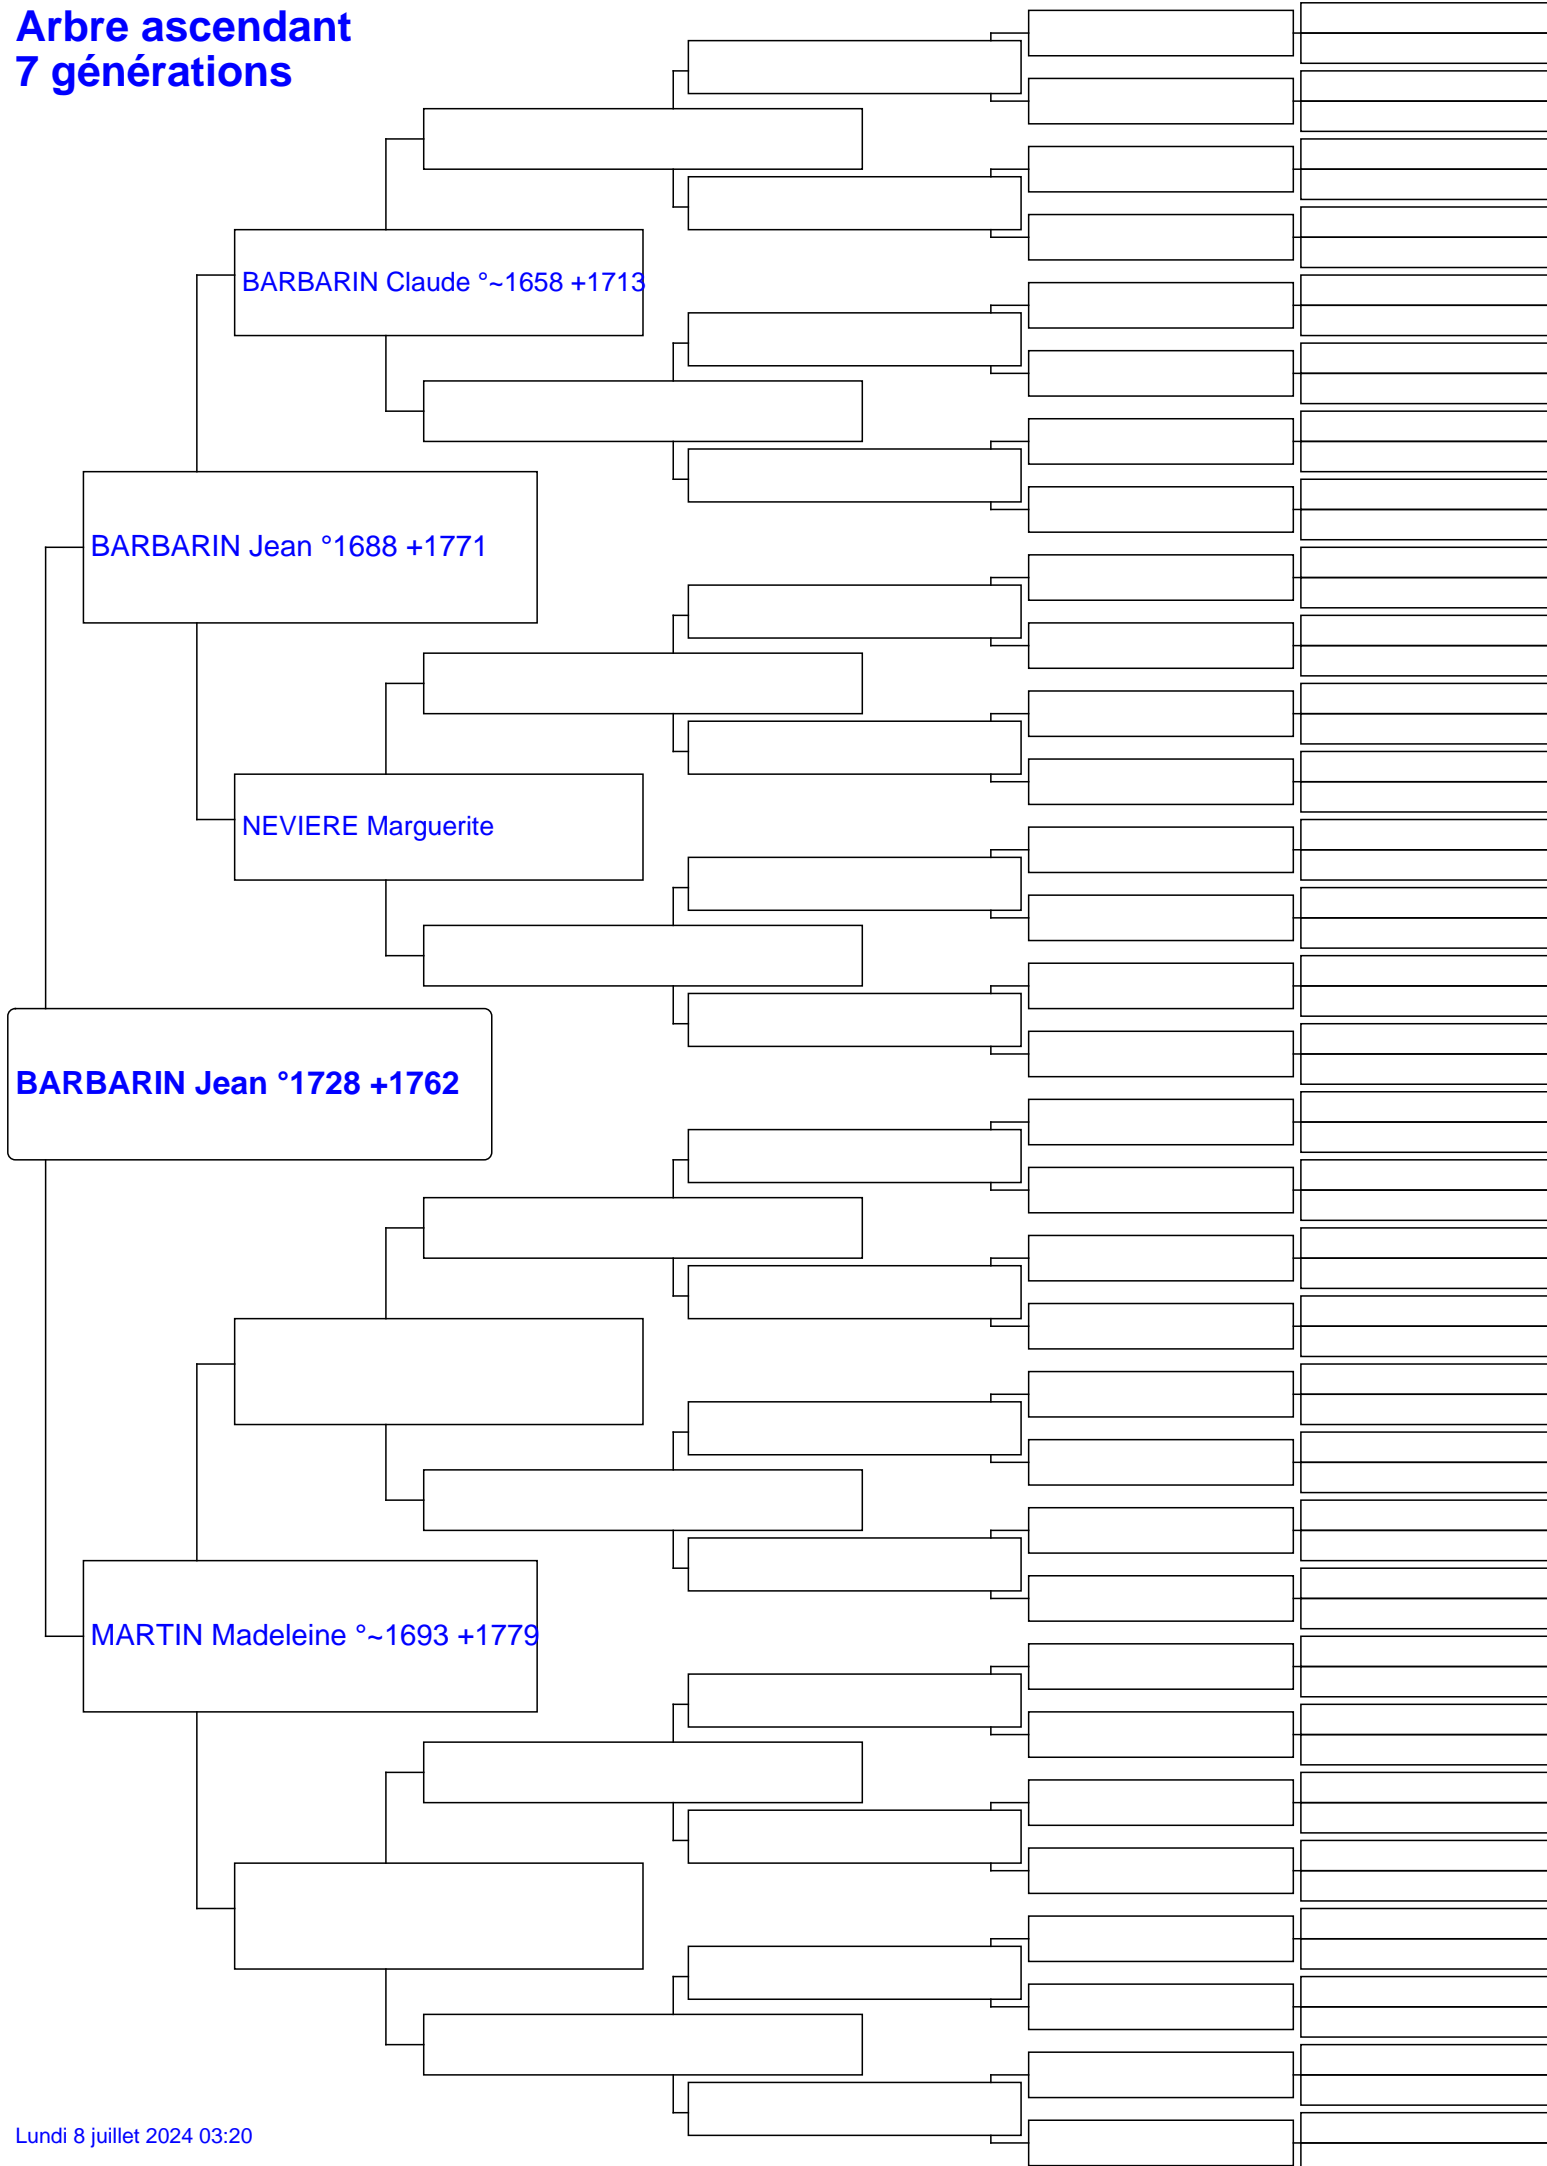 Arbre ascendant
7 générations
BARBARIN Claude °~1658 +1713
BARBARIN Jean °1688 +1771
NEVIERE Marguerite
BARBARIN Jean °1728 +1762
MARTIN Madeleine °~1693 +1779
Lundi 8 juillet 2024 03:20